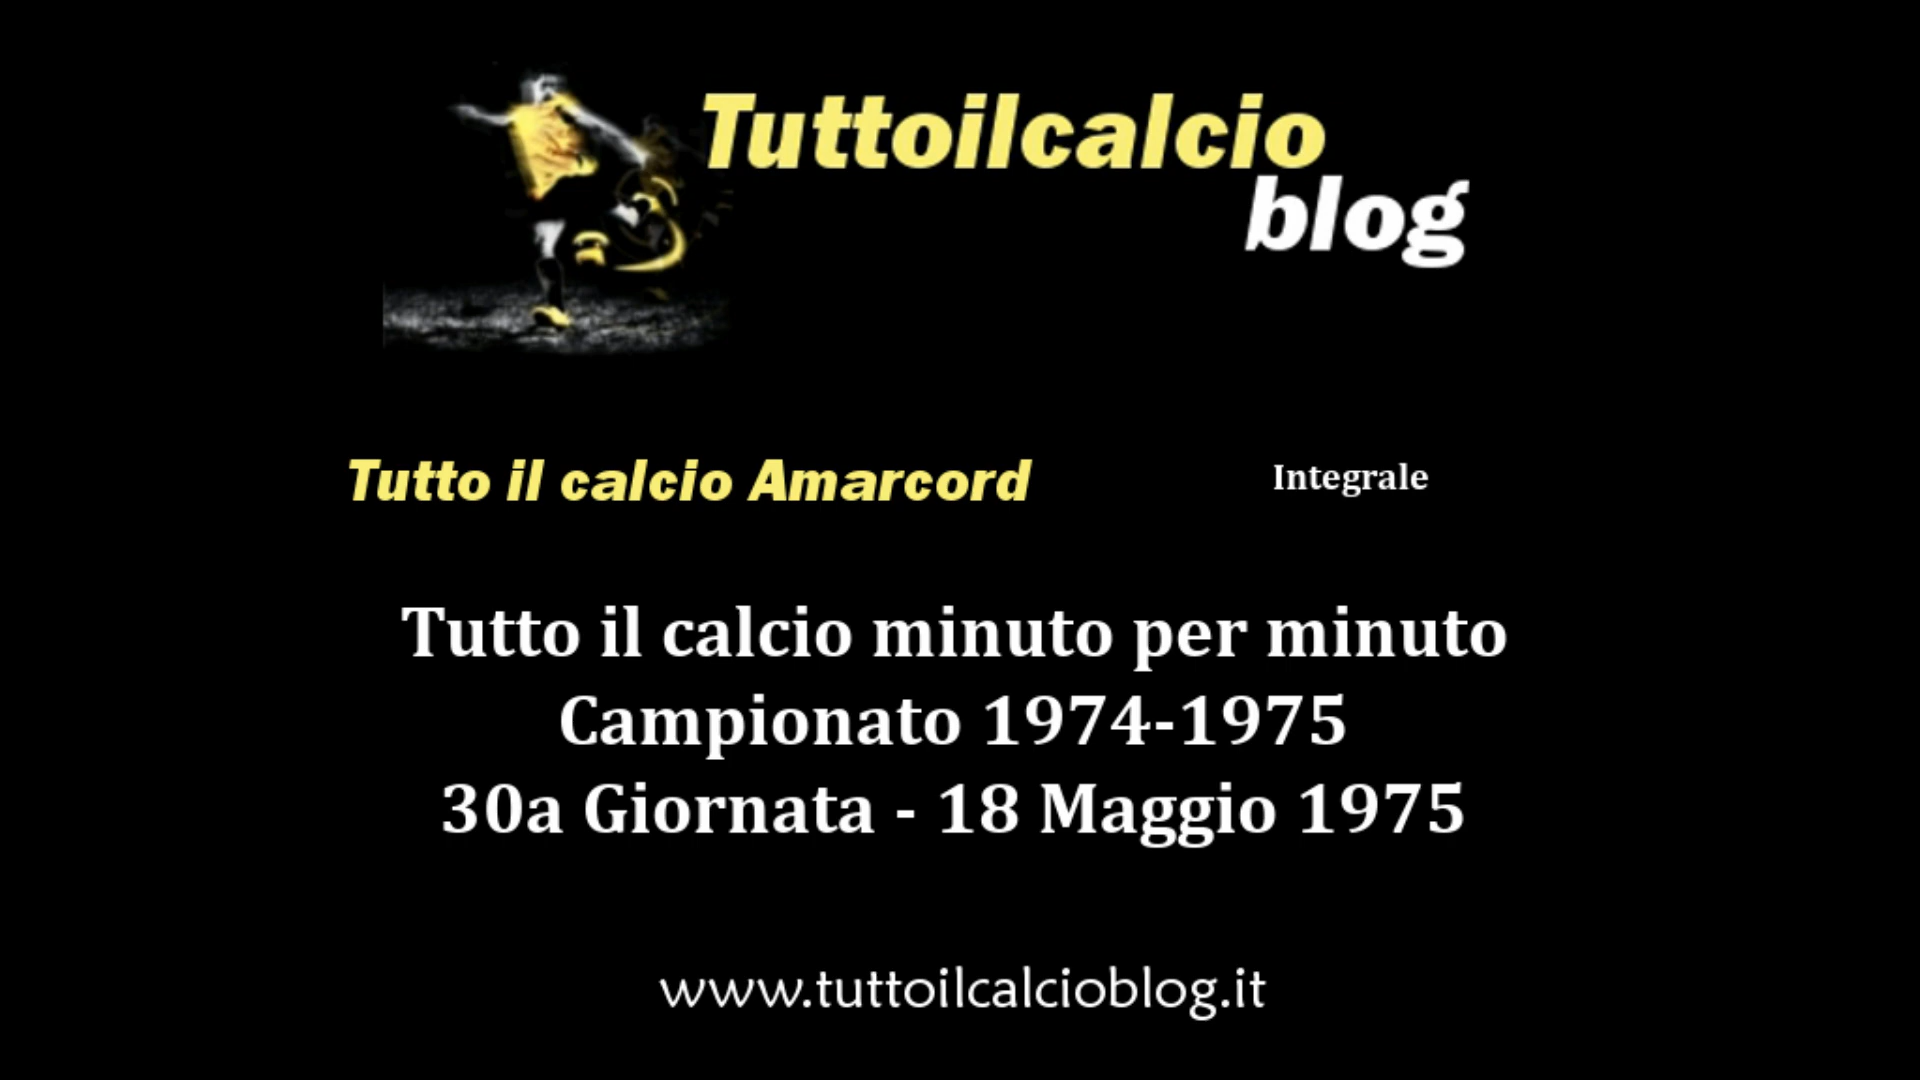 Tuttoilcalcio
blog
Tutto il calcio Amarcord Integrale
Tutto il calcio minuto per minuto
Campionato 1974-1975
30a Giornata - 18 Maggio 1975
www.tuttoilcalcioblog.it